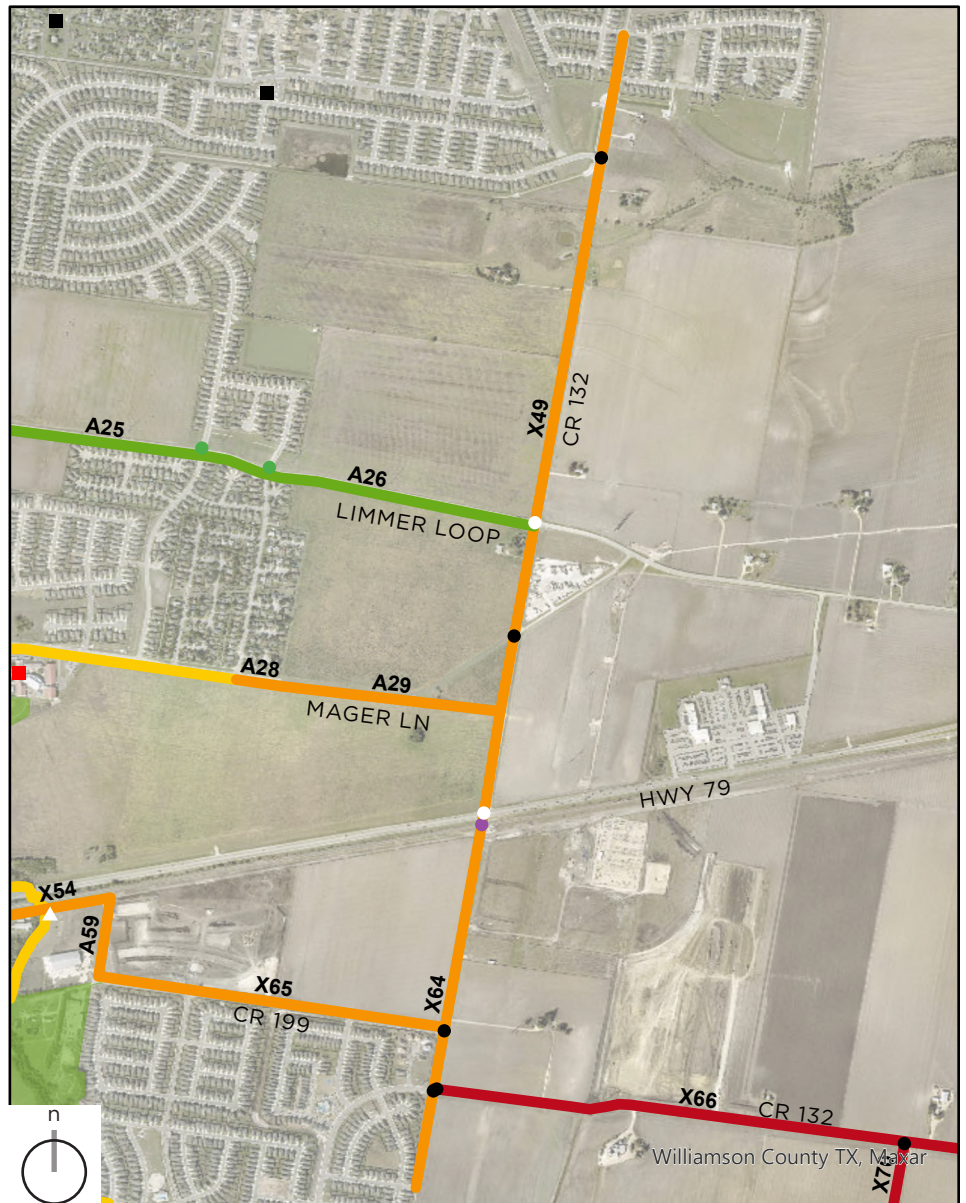 A25
A26
LIMMER LOOP
X49
CR 132
A28
A29
MAGER LN
HWY 79
X54
A59
X65
CR 199
X64
X66
CR 132
n
Williamson County TX, Maxar